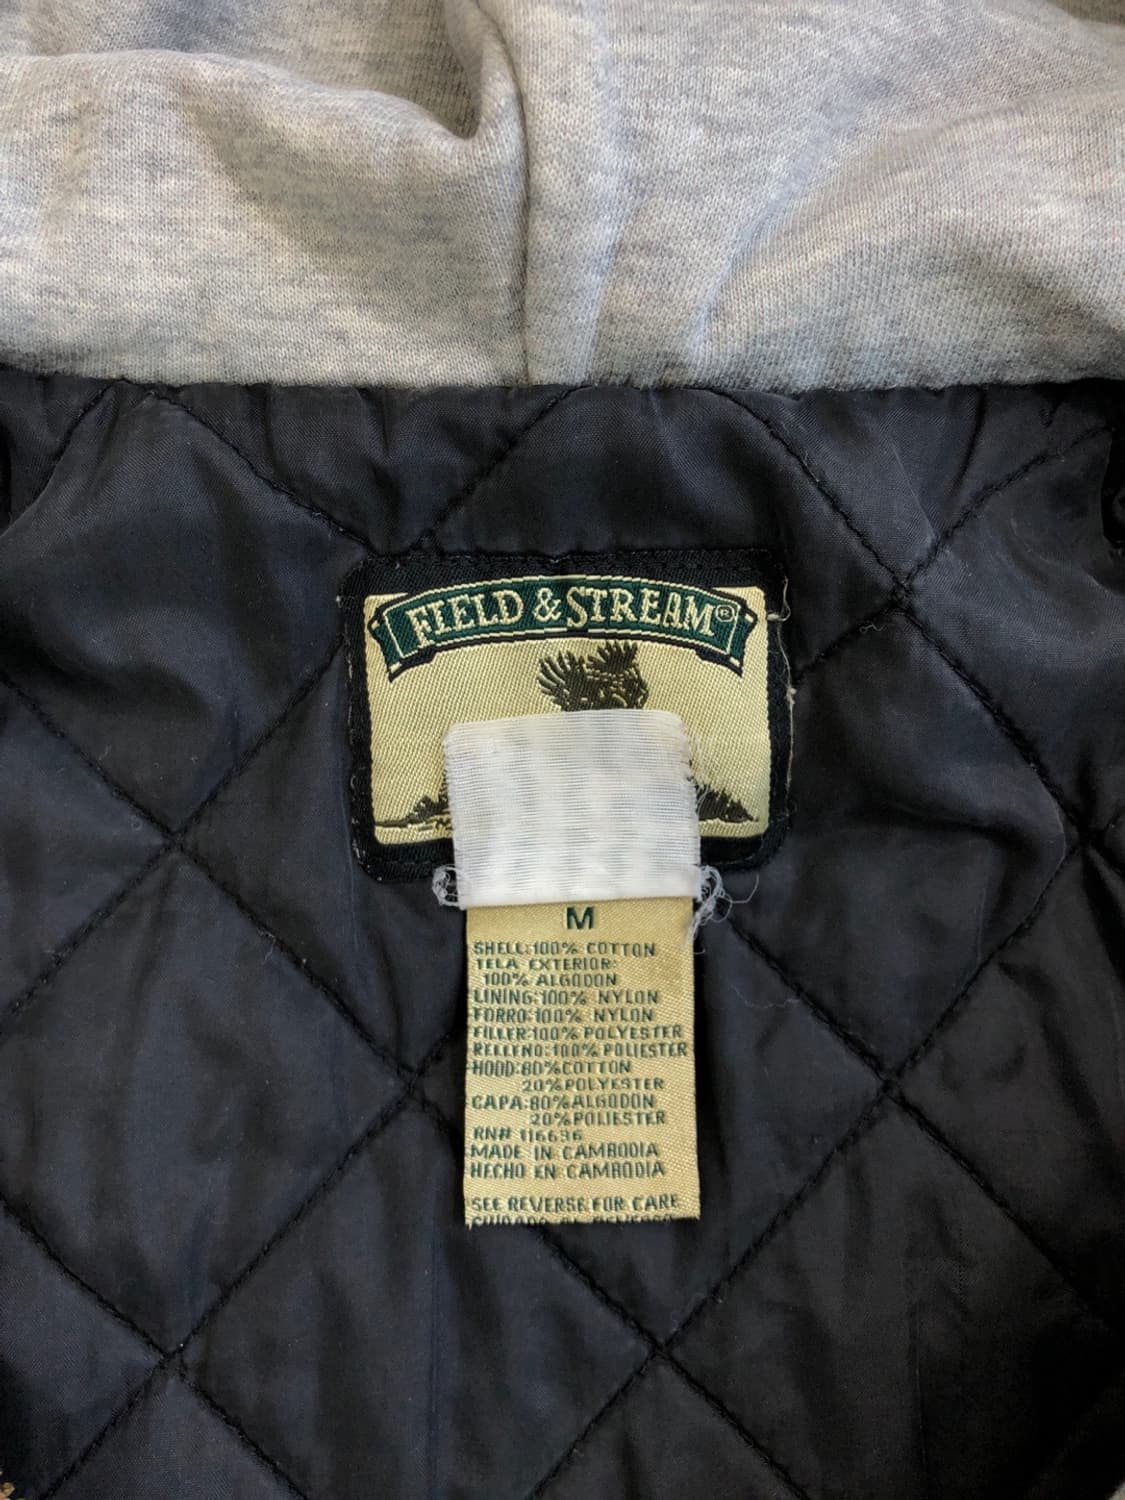 FIELD & STREAM®
M
SHELL:100% COTTON
TELA EXTERIOR:
100% ALGODON
LINING:100% NYLON
FORRO:100% NYLON
FILLER:100% POLYESTER
RELLENO:100% POLIESTER
HOOD:80%COTTON
20%POLYESTER
CAPA:80%ALGODON
20%POLIESTER
RN# 116696
MADE IN CAMBODIA
HECHO EN CAMBODIA
SEE REVERSE FOR CARE